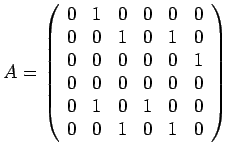 A =
0 1 0 0 0 0
0 0 1 0 1 0
0 0 0 0 0 1
0 0 0 0 0 0
0 1 0 1 0 0
0 0 1 0 1 0